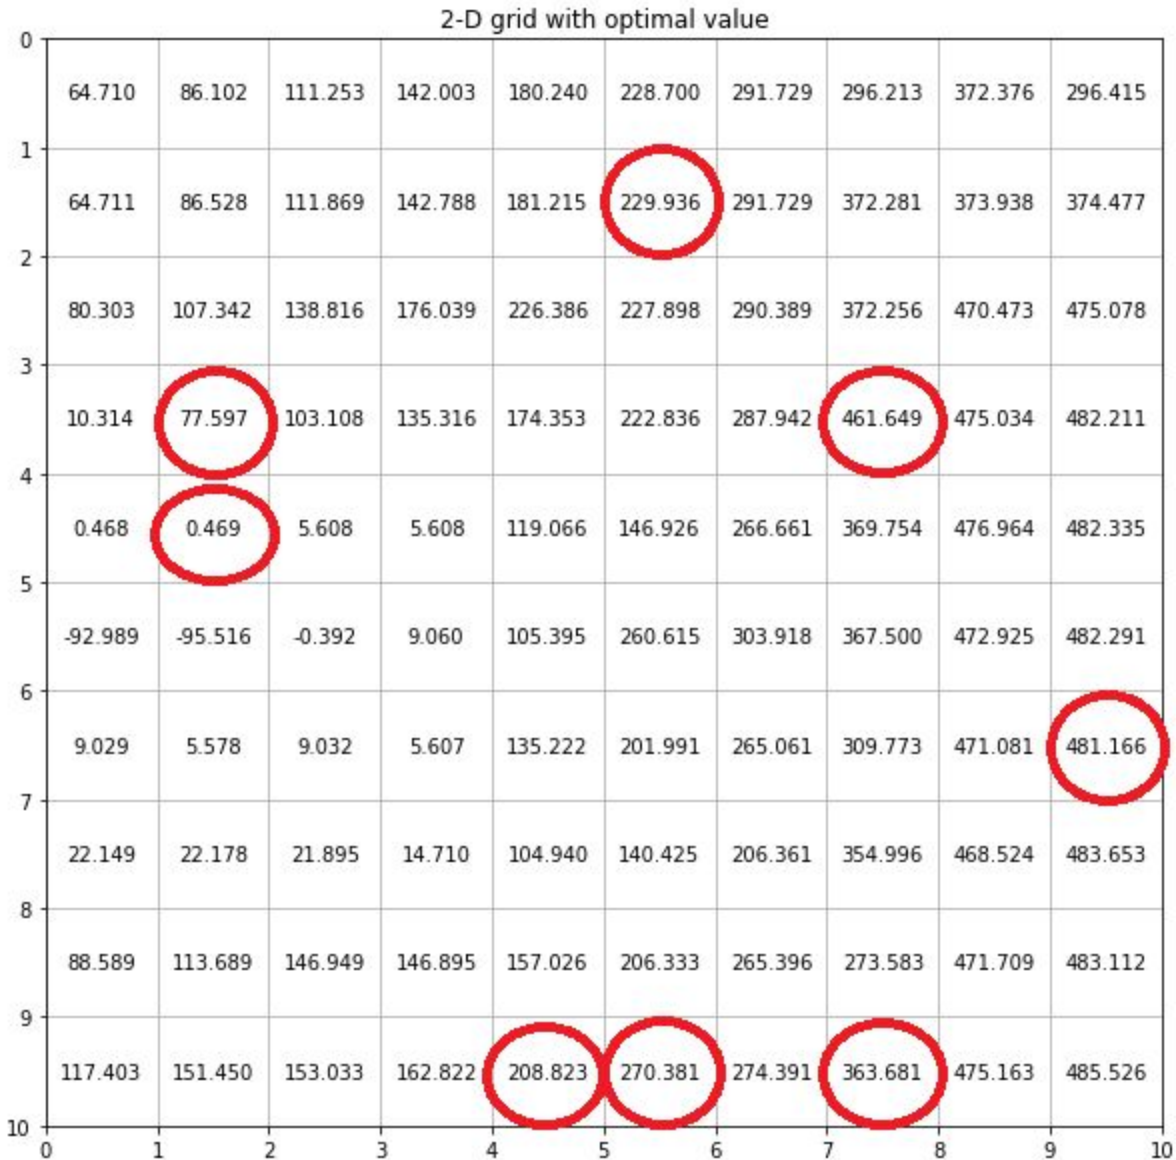 2-D grid with optimal value
0
64.710 86.102 111.253 142.003 180.240 228.700 291.729 296.213 372.376 296.415
1
64.711 86.528 111.869 142.788 181.215 229.936 291.729 372.281 373.938 374.477
2
80.303 107.342 138.816 176.039 226.386 227.898 290.389 372.256 470.473 475.078
3
10.314 77.597 103.108 135.316 174.353 222.836 287.942 461.649 475.034 482.211
4
0.468 0.469 5.608 5.608 119.066 146.926 266.661 369.754 476.964 482.335
5
-92.989 -95.516 -0.392 9.060 105.395 260.615 303.918 367.500 472.925 482.291
6
9.029 5.578 9.032 5.607 135.222 201.991 265.061 309.773 471.081 481.166
7
22.149 22.178 21.895 14.710 104.940 140.425 206.361 354.996 468.524 483.653
8
88.589 113.689 146.949 146.895 157.026 206.333 265.396 273.583 471.709 483.112
9
117.403 151.450 153.033 162.822 208.823 270.381 274.391 363.681 475.163 485.526
10
0 1 2 3 4 5 6 7 8 9 10